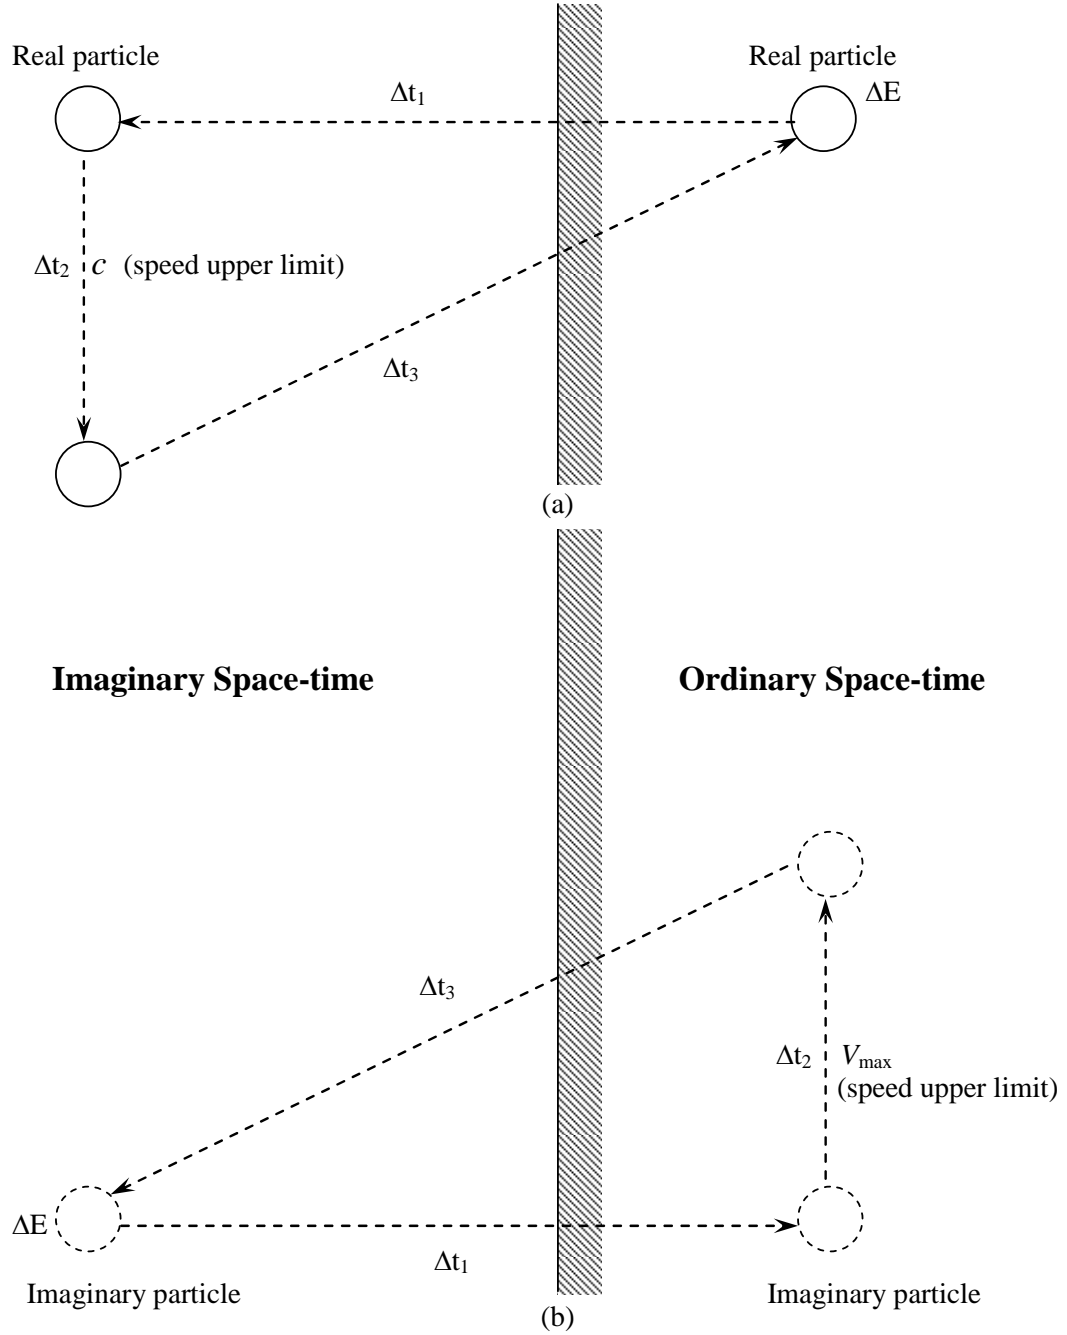 Real particle
Real particle
Δt1
ΔE
Δt2 c (speed upper limit)
Δt3
(a)
Imaginary Space-time
Ordinary Space-time
Δt3
Δt2 Vmax
(speed upper limit)
ΔE
Δt1
Imaginary particle
Imaginary particle
(b)